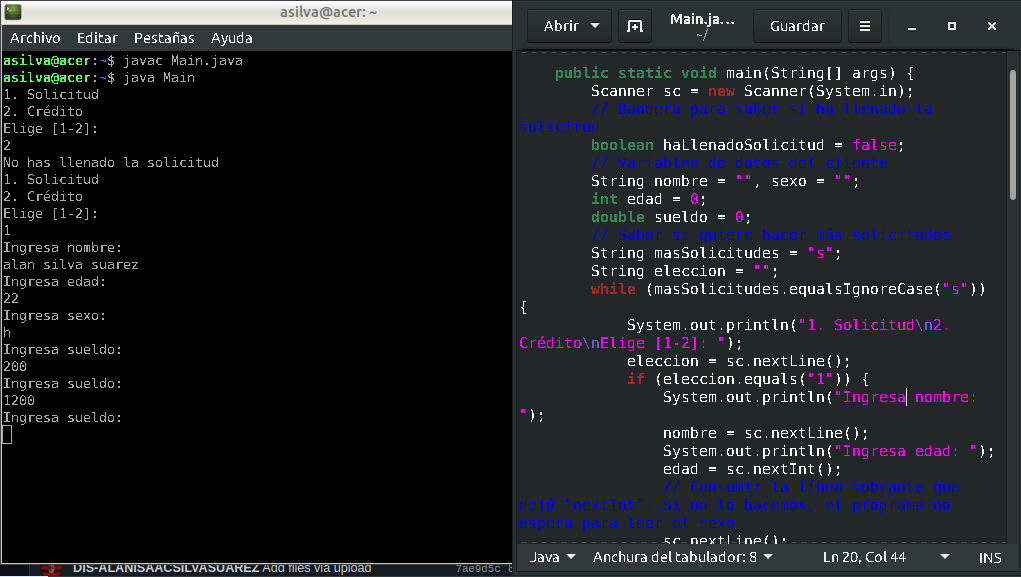 asilva@acer: ~
Archivo Editar Pestañas Ayuda
asilva@acer:~$ javac Main.java
asilva@acer:~$ java Main
1. Solicitud
2. Crédito
Elige [1-2]:
2
No has llenado la solicitud
1. Solicitud
2. Crédito
Elige [1-2]:
1
Ingresa nombre:
alan silva suarez
Ingresa edad:
22
Ingresa sexo:
h
Ingresa sueldo:
200
Ingresa sueldo:
1200
Ingresa sueldo:
DIS-ALANISAACSILVASUAREZ Add files via upload 7ae9d5c 8
Abrir Main.ja... Guardar
~/
public static void main(String[] args) {
Scanner sc = new Scanner(System.in);
// Bandera para saber si ha llenado la
solicitud
boolean haLlenadoSolicitud = false;
// Variables de datos del cliente
String nombre = "", sexo = "";
int edad = 0;
double sueldo = 0;
// Saber si quiere hacer más solicitudes
String masSolicitudes = "s";
String eleccion = "";
while (masSolicitudes.equalsIgnoreCase("s"))
{
System.out.println("1. Solicitud\n2.
Crédito\nElige [1-2]: ");
eleccion = sc.nextLine();
if (eleccion.equals("1")) {
System.out.println("Ingresa nombre:
");
nombre = sc.nextLine();
System.out.println("Ingresa edad: ");
edad = sc.nextInt();
// Consumir la línea sobrante que
dejó "nextInt". Si no lo hacemos, el programa no
espera para leer el sexo
sc.nextLine();
Java Anchura del tabulador: 8 Ln 20, Col 44 INS